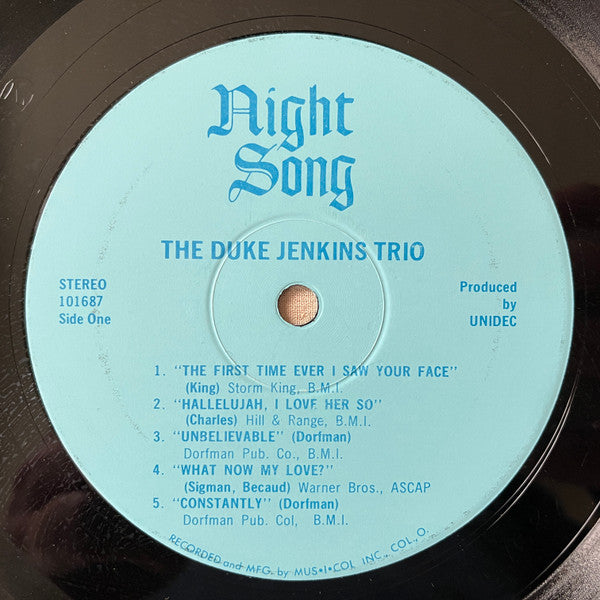 Night
Song
THE DUKE JENKINS TRIO
STEREO
101687
Side One
Produced
by
UNIDEC
1. "THE FIRST TIME EVER I SAW YOUR FACE"
(King) Storm King, B.M.I.
2. "HALLELUJAH, I LOVE HER SO"
(Charles) Hill & Range, B.M.I.
3. "UNBELIEVABLE" (Dorfman)
Dorfman Pub. Co., B.M.I.
4. "WHAT NOW MY LOVE?"
(Sigman, Becaud) Warner Bros., ASCAP
5. "CONSTANTLY" (Dorfman)
Dorfman Pub. Col, B.M.I.
RECORDED and MFG. by MUS•I•COL INC., COL., O.